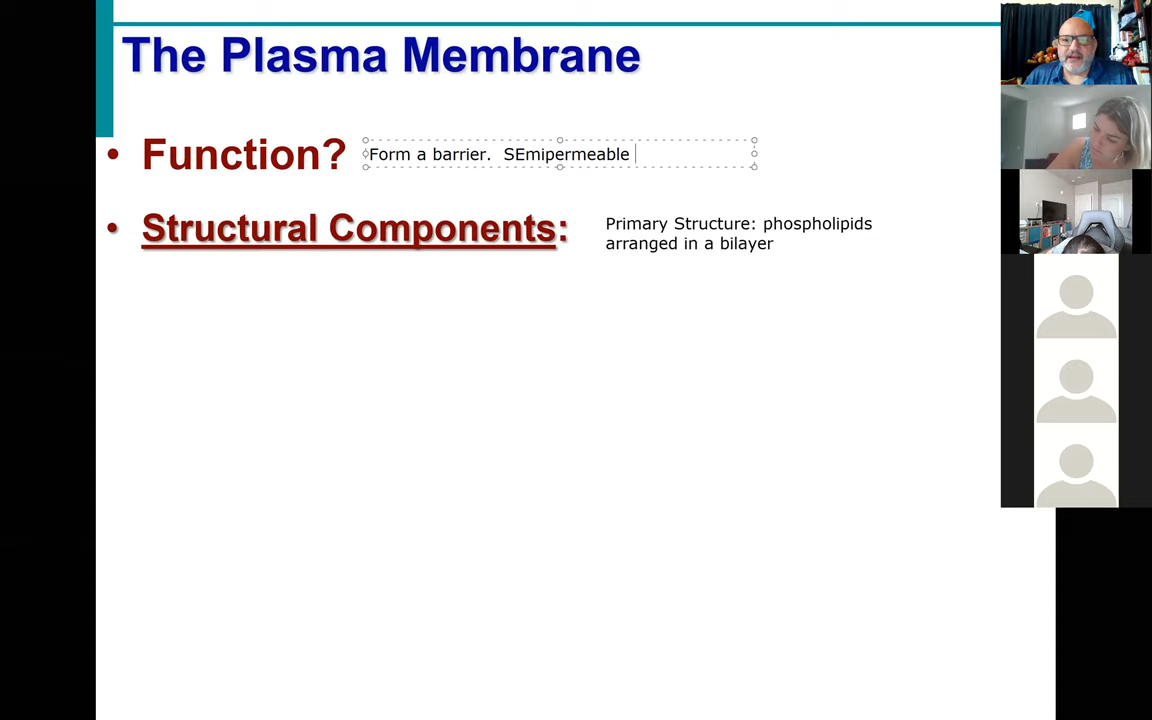 The Plasma Membrane
• Function? Form a barrier.  SEmipermeable
• Structural Components: Primary Structure: phospholipids
arranged in a bilayer